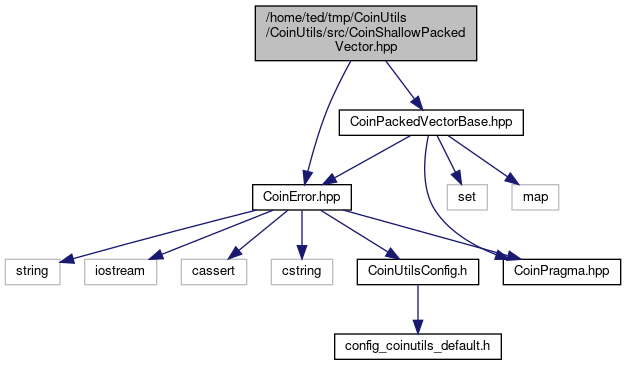 /home/ted/tmp/CoinUtils
/CoinUtils/src/CoinShallowPacked
Vector.hpp
CoinPackedVectorBase.hpp
CoinError.hpp
set
map
string
iostream
cassert
cstring
CoinUtilsConfig.h
CoinPragma.hpp
config_coinutils_default.h